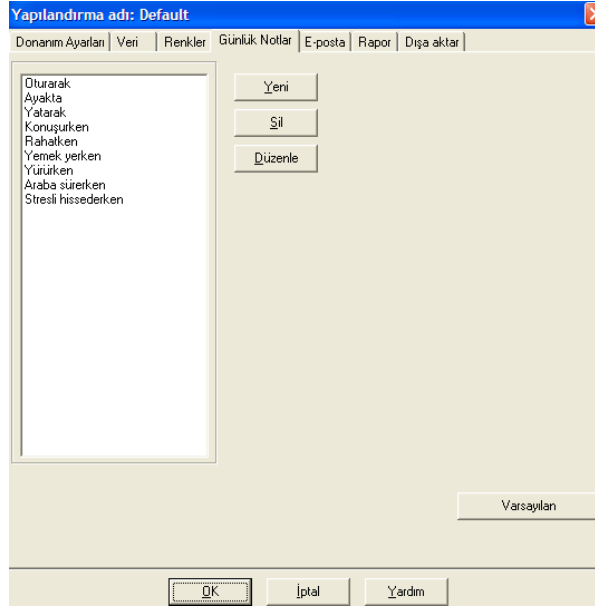 Yapılandırma adı: Default
Donanım Ayarları Veri Renkler Günlük Notlar E-posta Rapor Dışa aktar
Oturarak
Ayakta
Yatarak
Konuşurken
Rahatken
Yemek yerken
Yürürken
Araba sürerken
Stresli hissederken
Yeni
Sil
Düzenle
Varsayılan
OK İptal Yardım